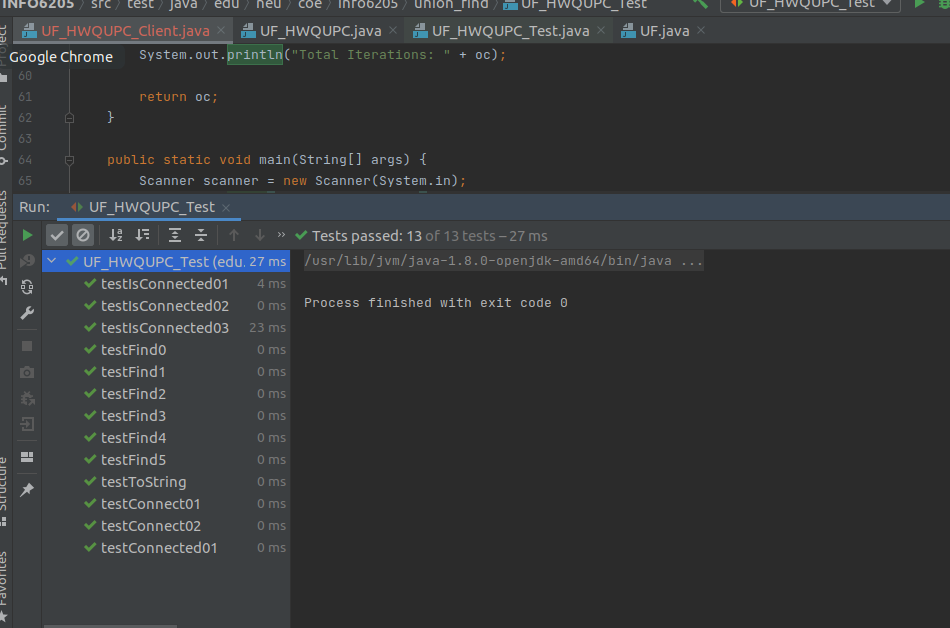 INFO6205 src test java edu neu coe info6205 union_find UF_HWQUPC_Test UF_HWQUPC_Test
UF_HWQUPC_Client.java UF_HWQUPC.java UF_HWQUPC_Test.java UF.java
Google Chrome
System.out.println("Total Iterations: " + oc);
60
61 return oc;
62 }
63
64 public static void main(String[] args) {
65 Scanner scanner = new Scanner(System.in);
Commit
Pull Requests
Structure
Favorites
Run: UF_HWQUPC_Test
Tests passed: 13 of 13 tests – 27 ms
UF_HWQUPC_Test (edu. 27 ms
testIsConnected01 4 ms
testIsConnected02 0 ms
testIsConnected03 23 ms
testFind0 0 ms
testFind1 0 ms
testFind2 0 ms
testFind3 0 ms
testFind4 0 ms
testFind5 0 ms
testToString 0 ms
testConnect01 0 ms
testConnect02 0 ms
testConnected01 0 ms
/usr/lib/jvm/java-1.8.0-openjdk-amd64/bin/java ...
Process finished with exit code 0